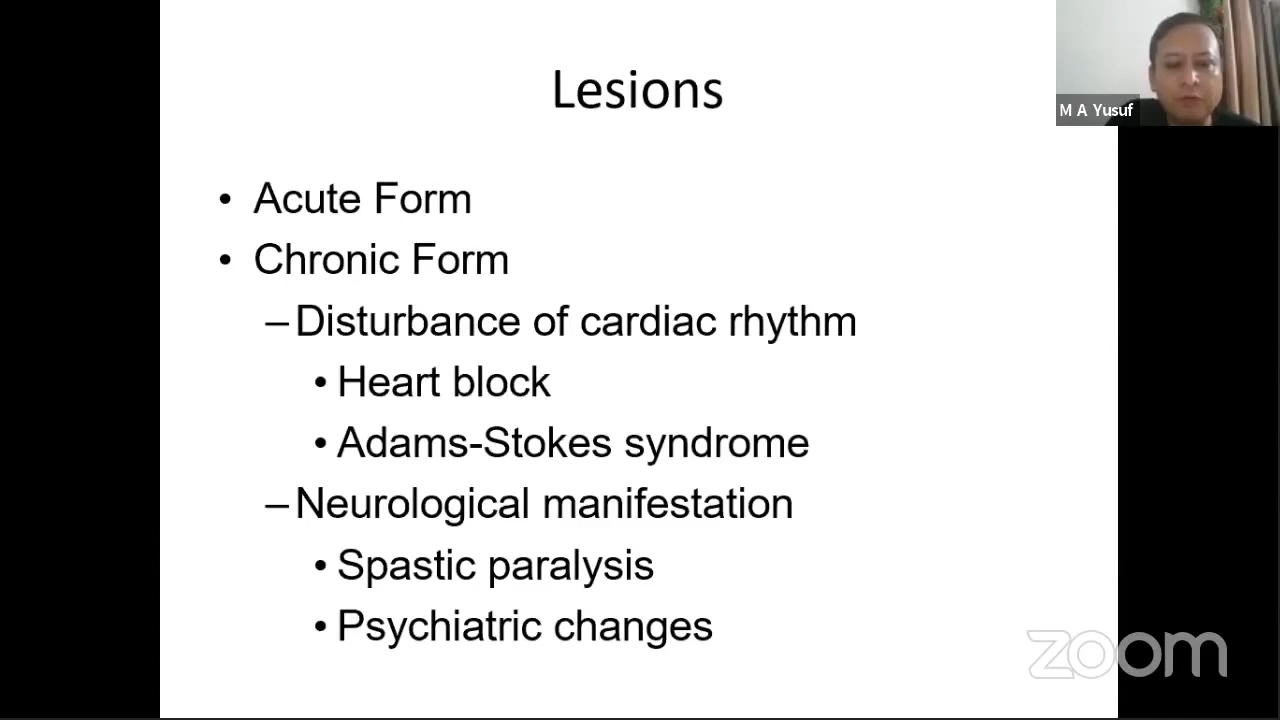 Lesions
M A Yusuf
• Acute Form
• Chronic Form
– Disturbance of cardiac rhythm
• Heart block
• Adams-Stokes syndrome
– Neurological manifestation
• Spastic paralysis
• Psychiatric changes
zoom